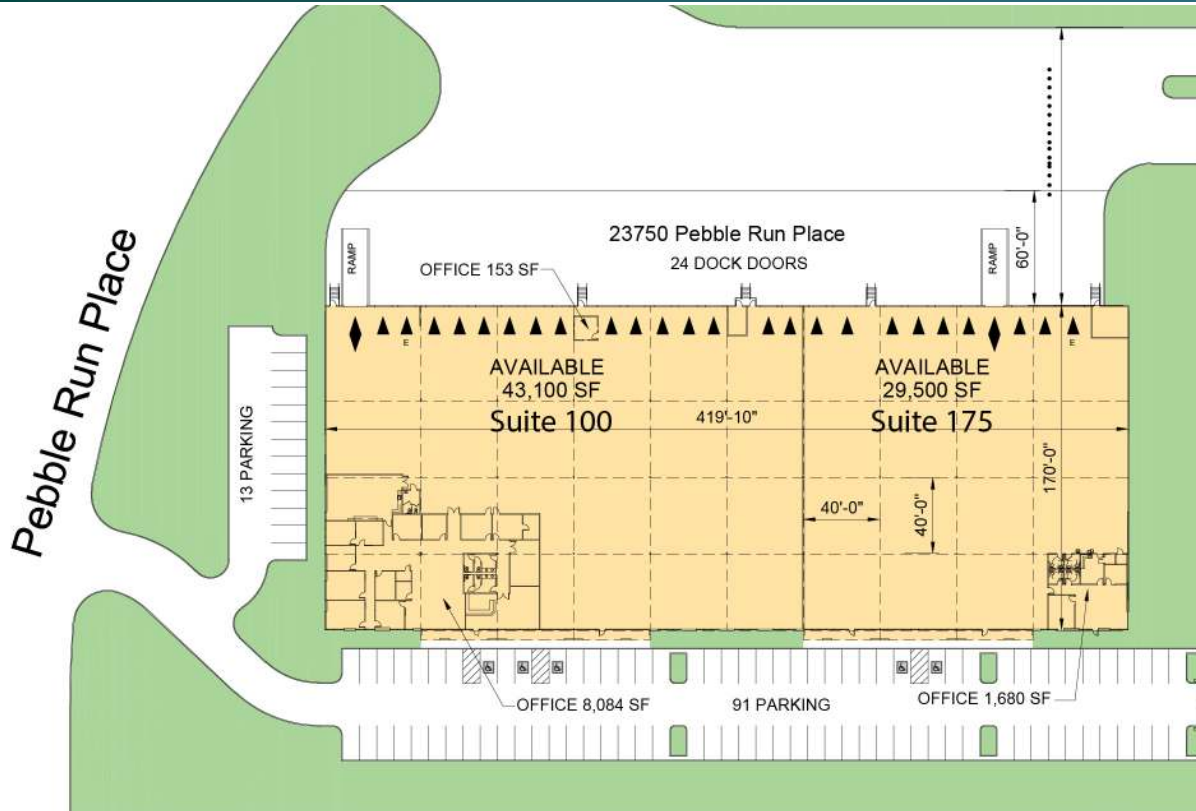 Pebble Run Place
23750 Pebble Run Place
24 DOCK DOORS
RAMP
RAMP
60'-0"
OFFICE 153 SF
E
E
AVAILABLE
43,100 SF
Suite 100
AVAILABLE
29,500 SF
Suite 175
419'-10"
170'-0"
40'-0"
40'-0"
13 PARKING
OFFICE 8,084 SF
91 PARKING
OFFICE 1,680 SF